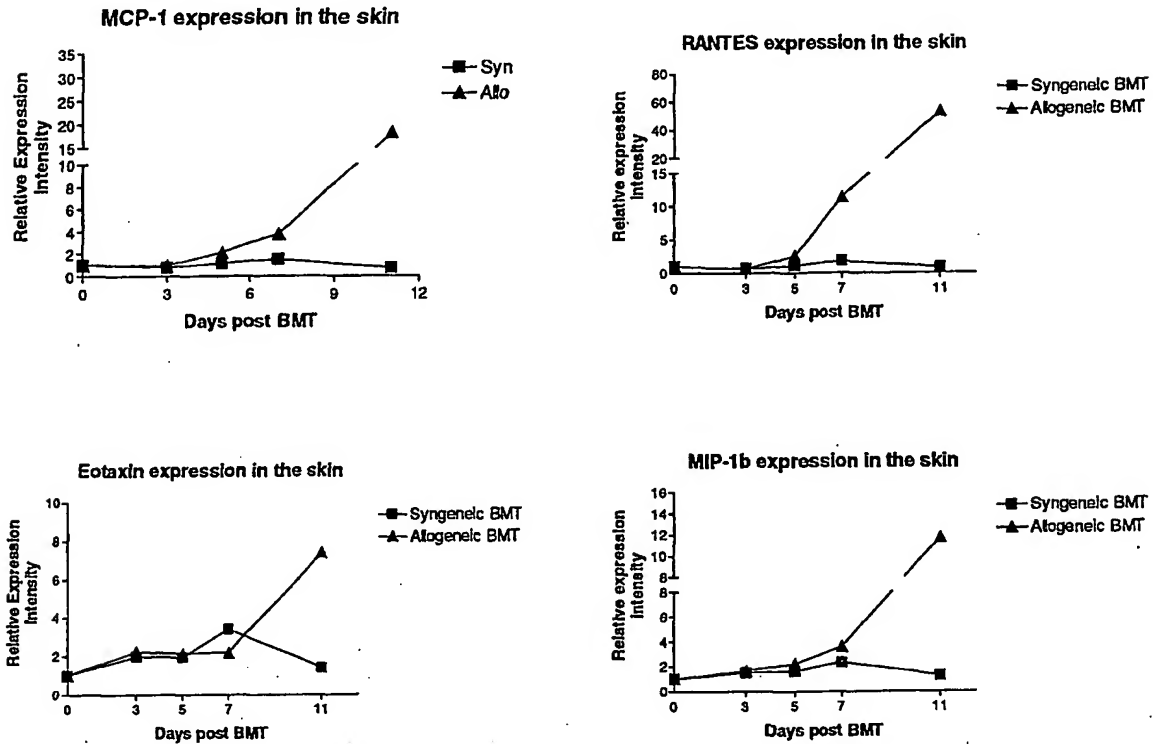 MCP-1 expression in the skin
35
30
25
20
15
10
8
6
4
2
0
Relative Expression
Intensity
0 3 6 9 12
Days post BMT
Syn
Allo
RANTES expression in the skin
80
60
40
20
15
10
5
0
Relative expression
Intensity
0 3 5 7 11
Days post BMT
Syngeneic BMT
Allogeneic BMT
Eotaxin expression in the skin
10
8
6
4
2
0
Relative Expression
Intensity
0 3 5 7 11
Days post BMT
Syngeneic BMT
Allogeneic BMT
MIP-1b expression in the skin
16
14
12
10
8
8
6
4
2
0
Relative expression
Intensity
0 3 5 7 11
Days post BMT
Syngeneic BMT
Allogeneic BMT